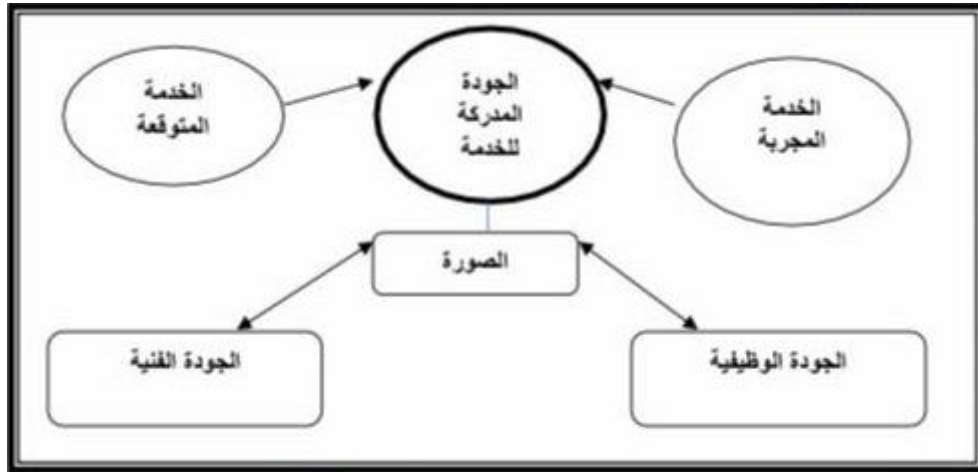 الجودة
المدركة
للخدمة
الخدمة
المجربة
الخدمة
المتوقعة
الصورة
الجودة الوظيفية
الجودة الفنية